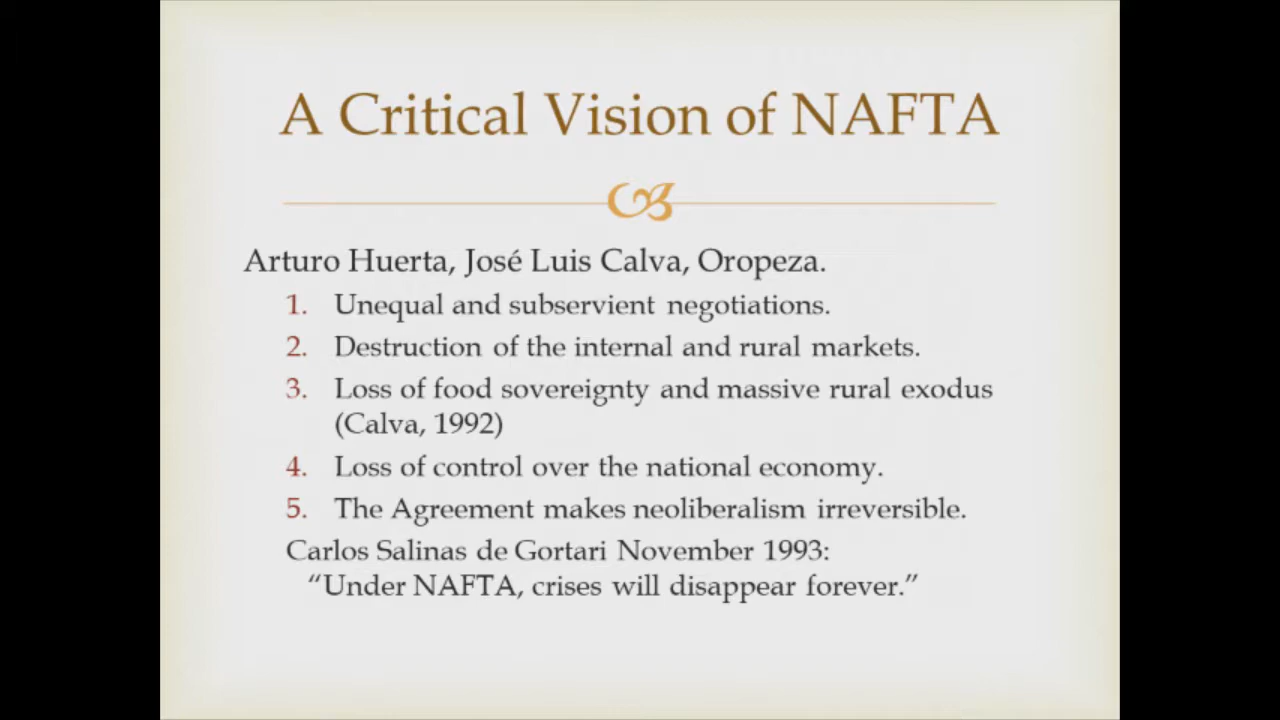 A Critical Vision of NAFTA
Arturo Huerta, José Luis Calva, Oropeza.
1. Unequal and subservient negotiations.
2. Destruction of the internal and rural markets.
3. Loss of food sovereignty and massive rural exodus
(Calva, 1992)
4. Loss of control over the national economy.
5. The Agreement makes neoliberalism irreversible.
Carlos Salinas de Gortari November 1993:
“Under NAFTA, crises will disappear forever.”